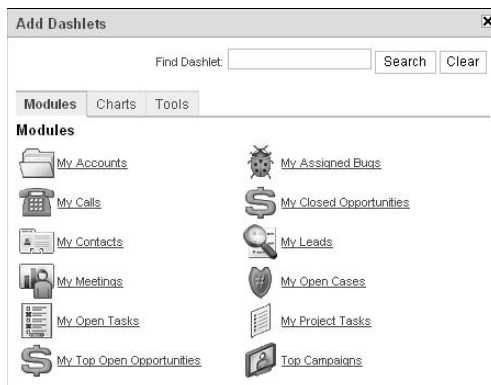 Add Dashlets
Find Dashlet: Search Clear
Modules Charts Tools
Modules
My Accounts My Assigned Bugs
My Calls My Closed Opportunities
My Contacts My Leads
My Meetings My Open Cases
My Open Tasks My Project Tasks
My Top Open Opportunities Top Campaigns